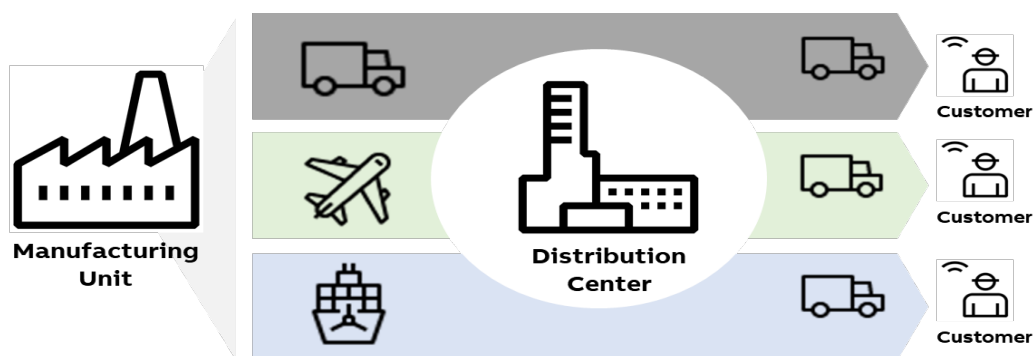 Manufacturing
Unit
Distribution
Center
Customer
Customer
Customer